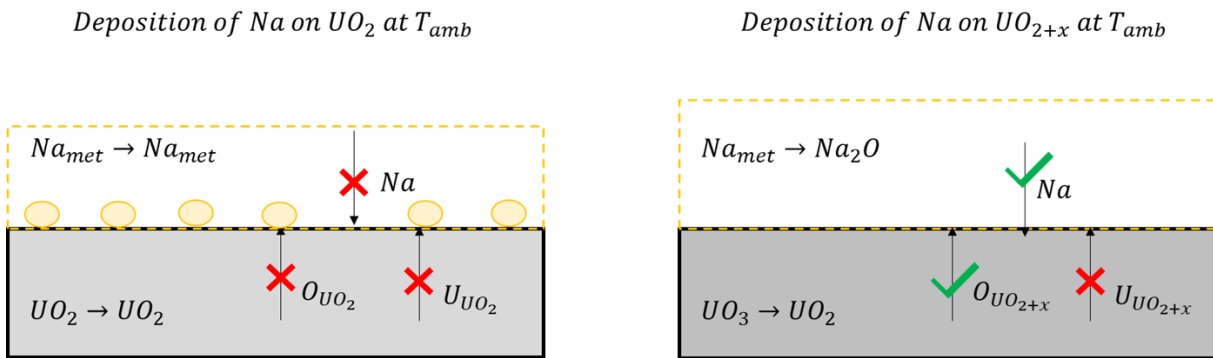 Deposition of Na on UO₂ at T_amb
Na_met → Na_met
Na
O_UO₂
U_UO₂
UO₂ → UO₂
Deposition of Na on UO₂₊ₓ at T_amb
Na_met → Na₂O
Na
O_UO₂₊ₓ
U_UO₂₊ₓ
UO₃ → UO₂